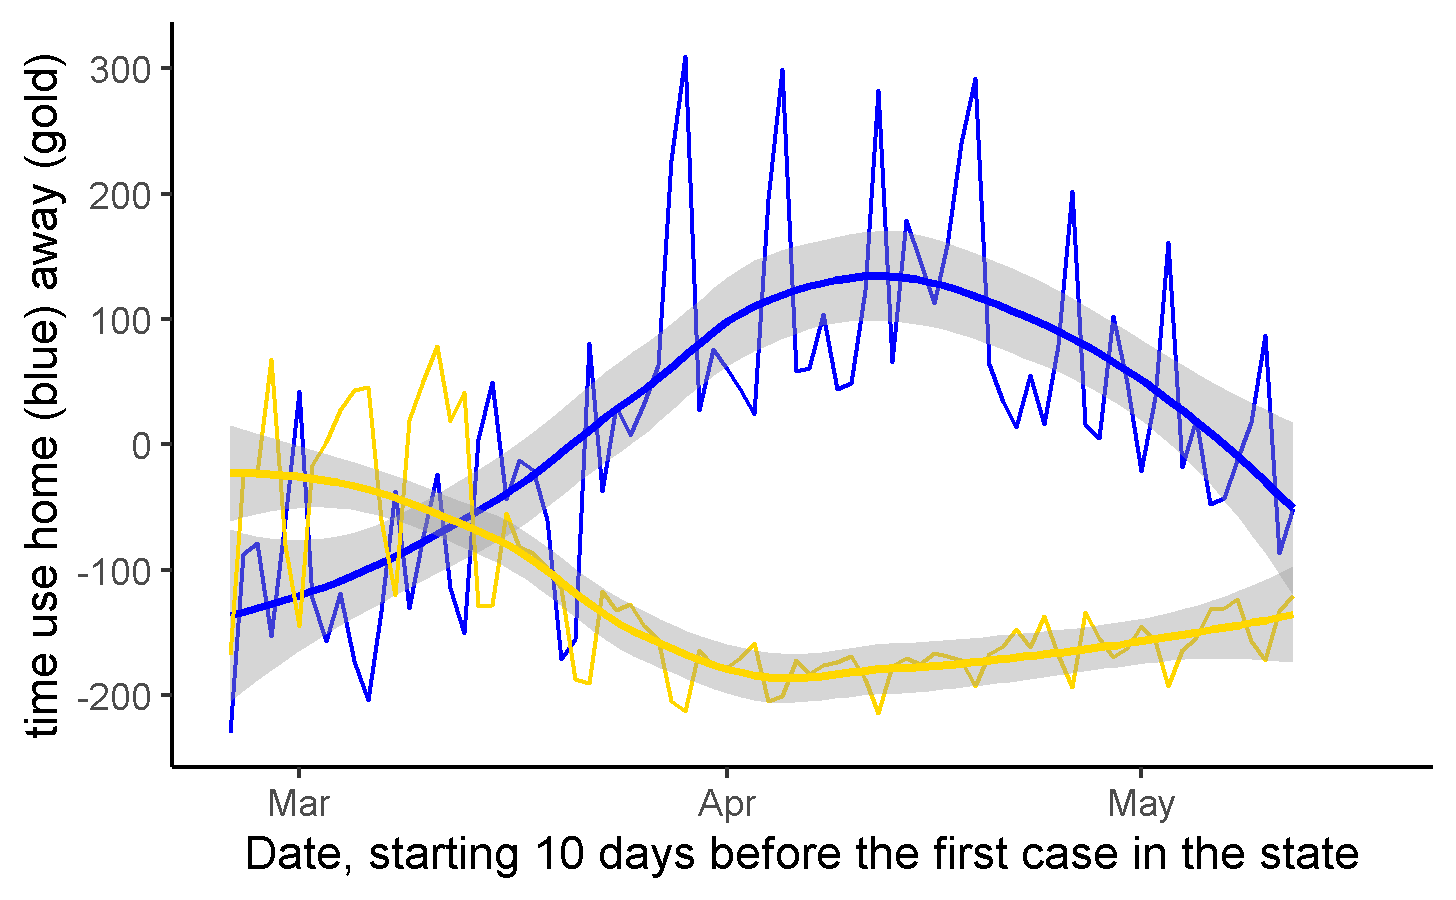 time use home (blue) away (gold)
300
200
100
0
-100
-200
Mar
Apr
May
Date, starting 10 days before the first case in the state